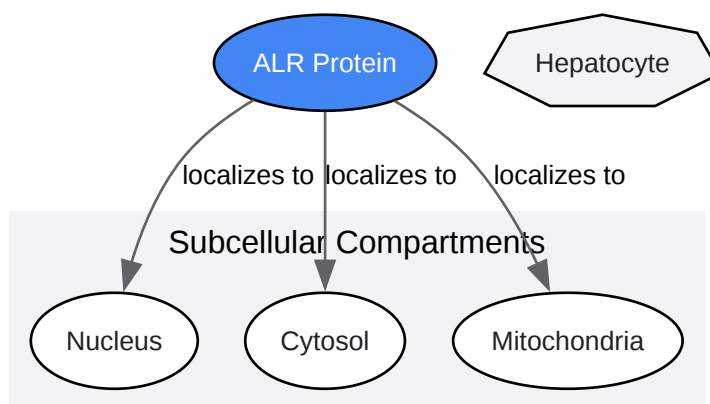 ALR Protein
Hepatocyte
localizes to
localizes to
localizes to
Subcellular Compartments
Nucleus
Cytosol
Mitochondria